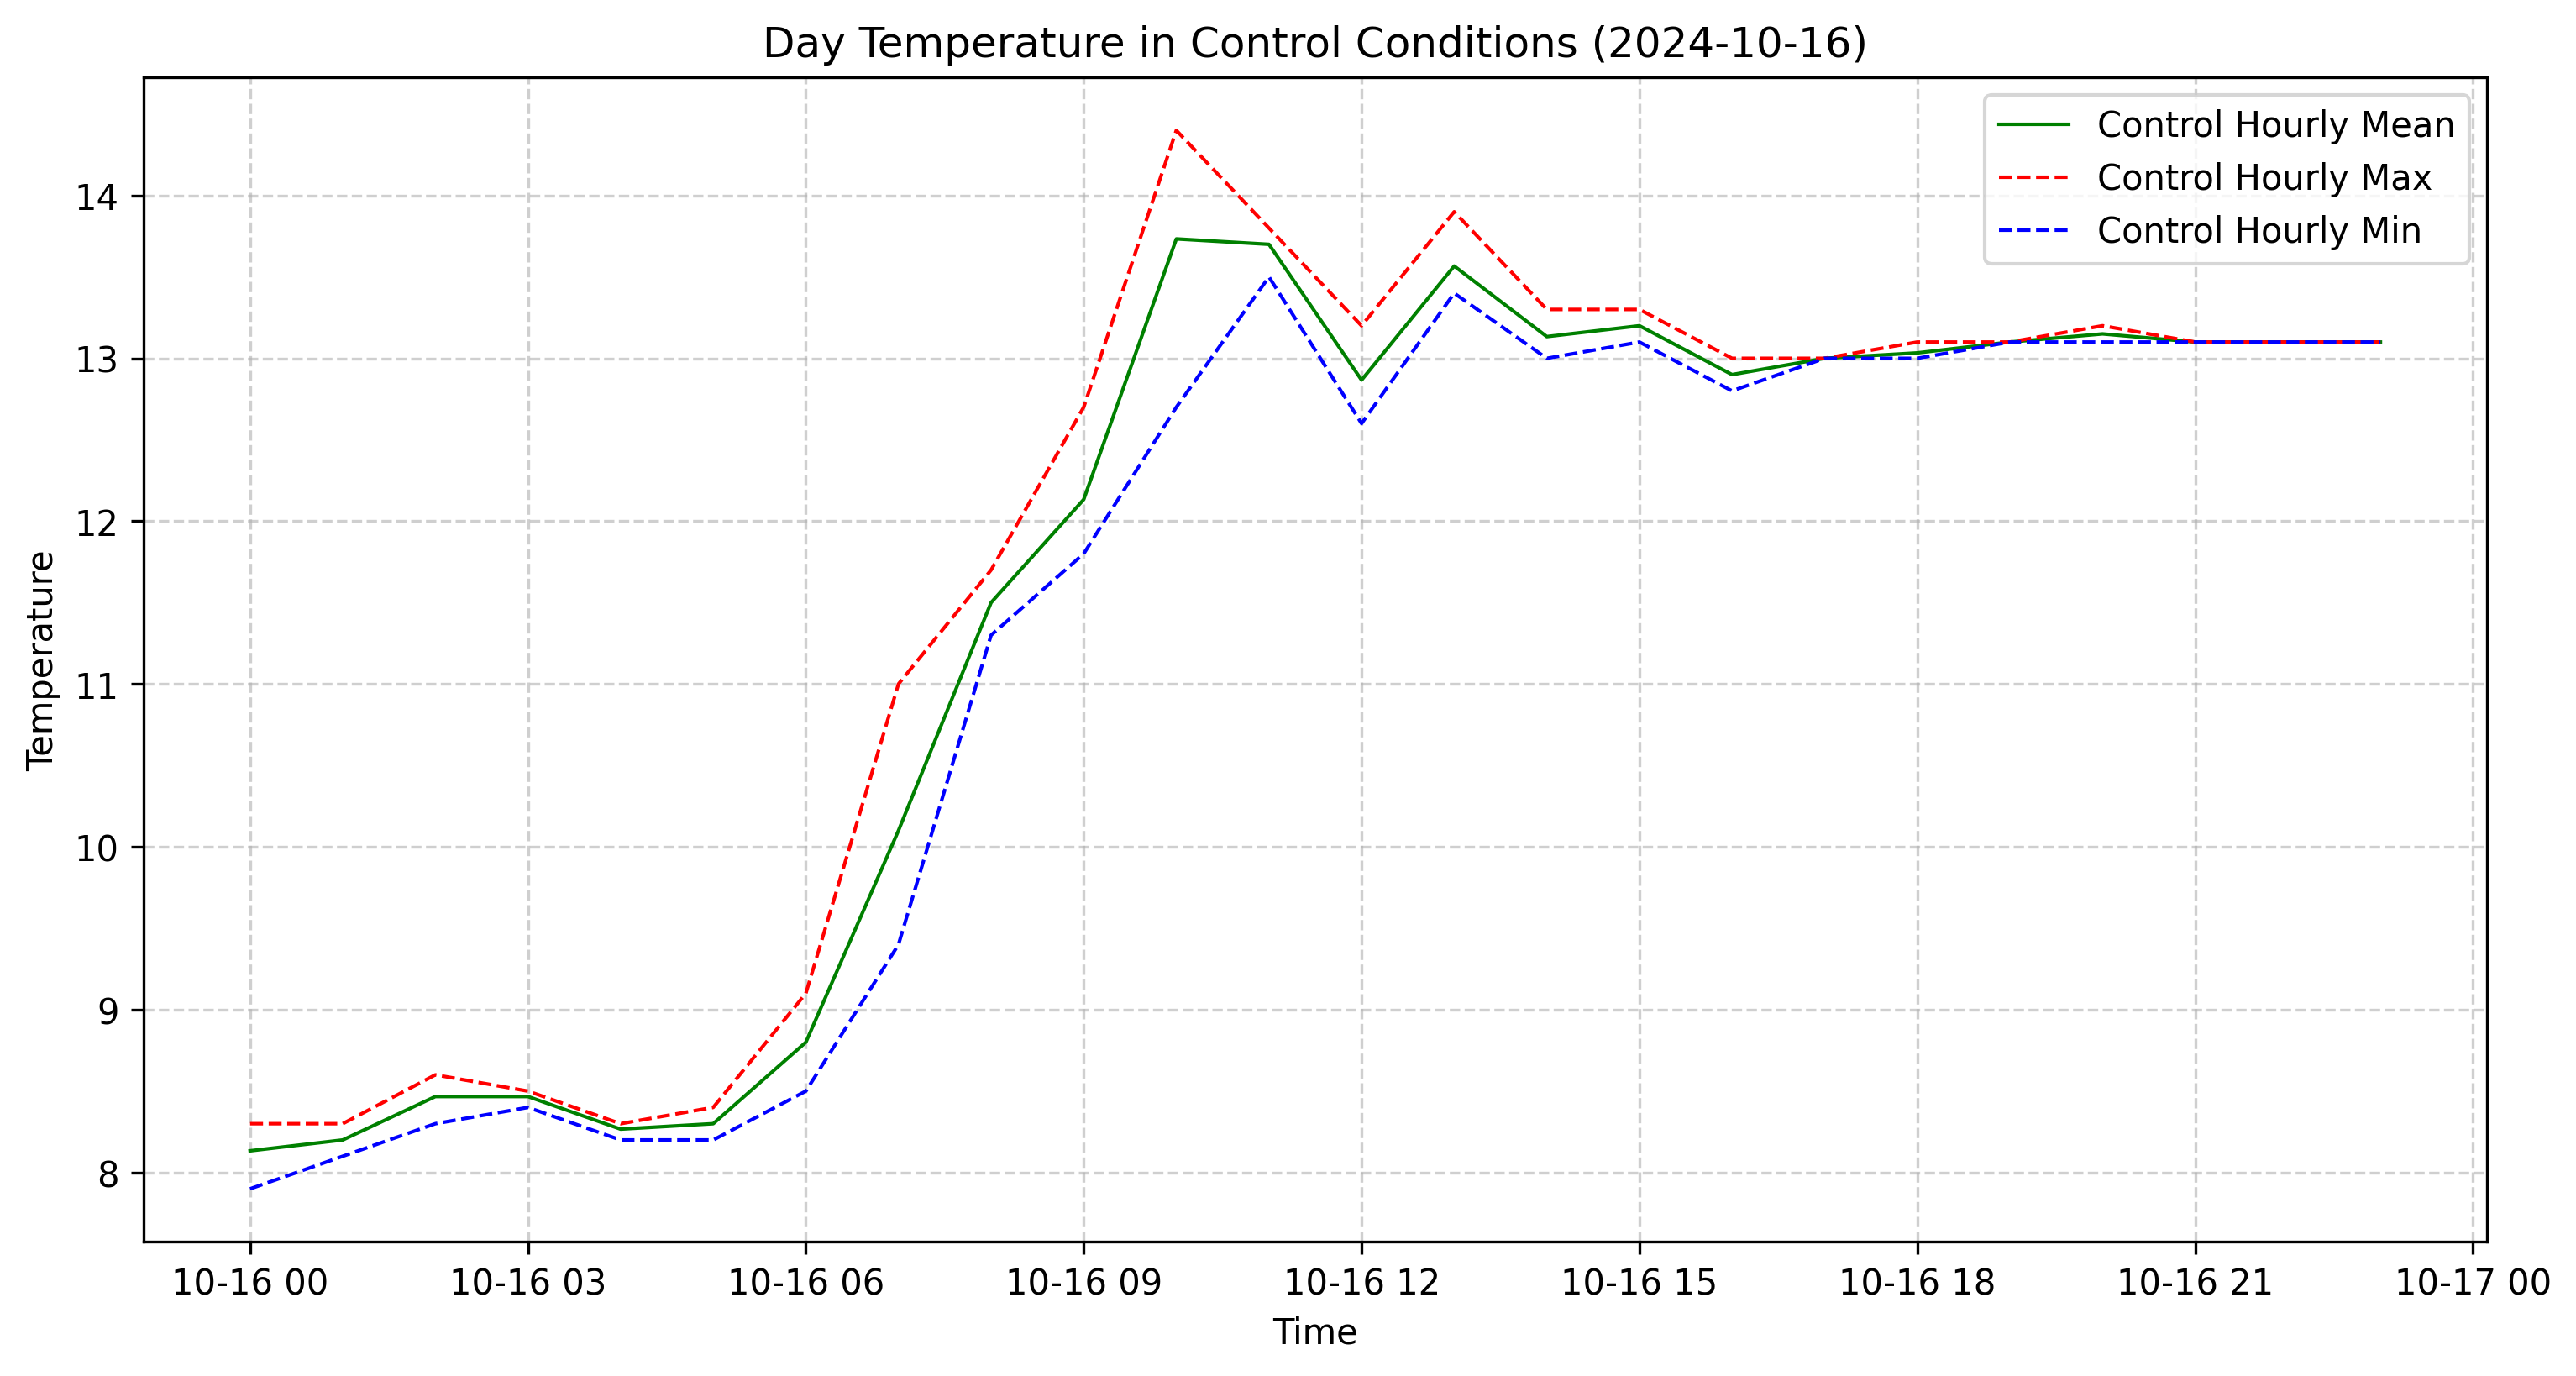 Day Temperature in Control Conditions (2024-10-16)
Control Hourly Mean
Control Hourly Max
Control Hourly Min
Temperature
14
13
12
11
10
9
8
10-16 00
10-16 03
10-16 06
10-16 09
10-16 12
10-16 15
10-16 18
10-16 21
10-17 00
Time